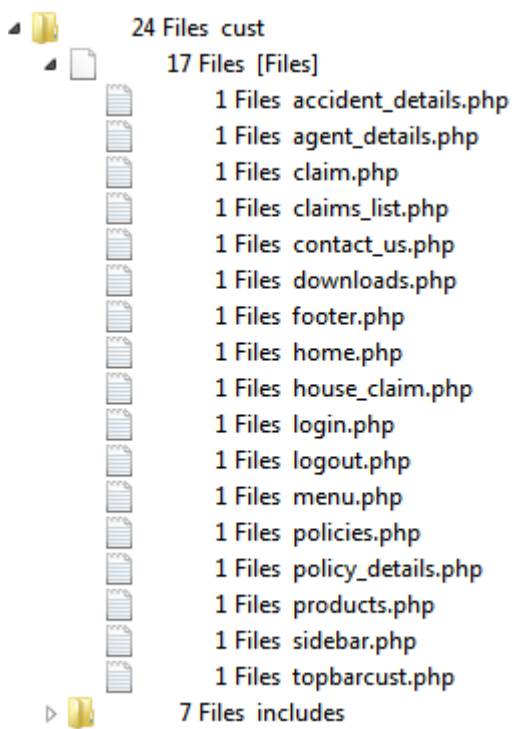 24 Files cust
17 Files [Files]
1 Files accident_details.php
1 Files agent_details.php
1 Files claim.php
1 Files claims_list.php
1 Files contact_us.php
1 Files downloads.php
1 Files footer.php
1 Files home.php
1 Files house_claim.php
1 Files login.php
1 Files logout.php
1 Files menu.php
1 Files policies.php
1 Files policy_details.php
1 Files products.php
1 Files sidebar.php
1 Files topbarcust.php
7 Files includes